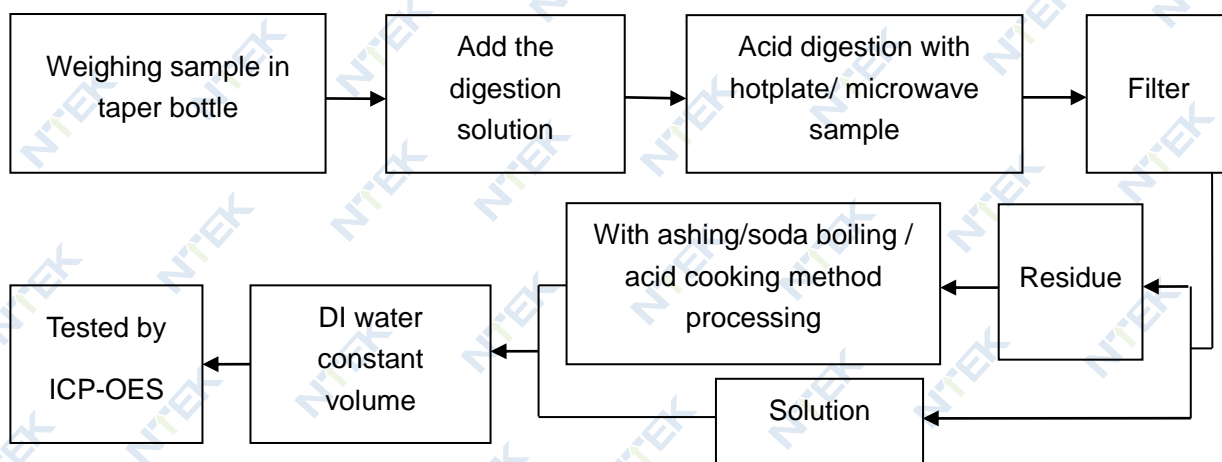 Weighing sample in
taper bottle
Add the
digestion
solution
Acid digestion with
hotplate/ microwave
sample
Filter
With ashing/soda boiling /
acid cooking method
processing
Residue
Solution
DI water
constant
volume
Tested by
ICP-OES
NTEK